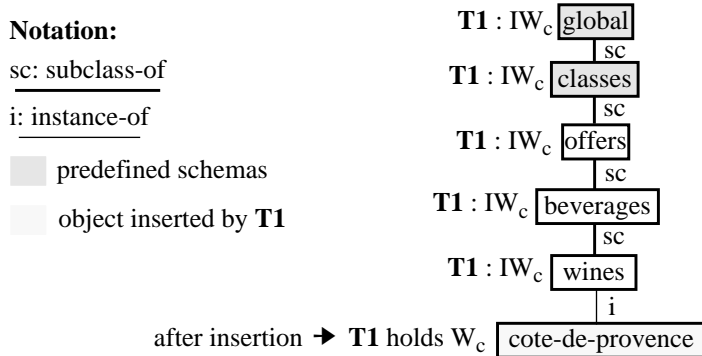 Notation:
sc: subclass-of
i: instance-of
predefined schemas
object inserted by T1
T1 : IWc global
sc
T1 : IWc classes
sc
T1 : IWc offers
sc
T1 : IWc beverages
sc
T1 : IWc wines
i
after insertion → T1 holds Wc cote-de-provence